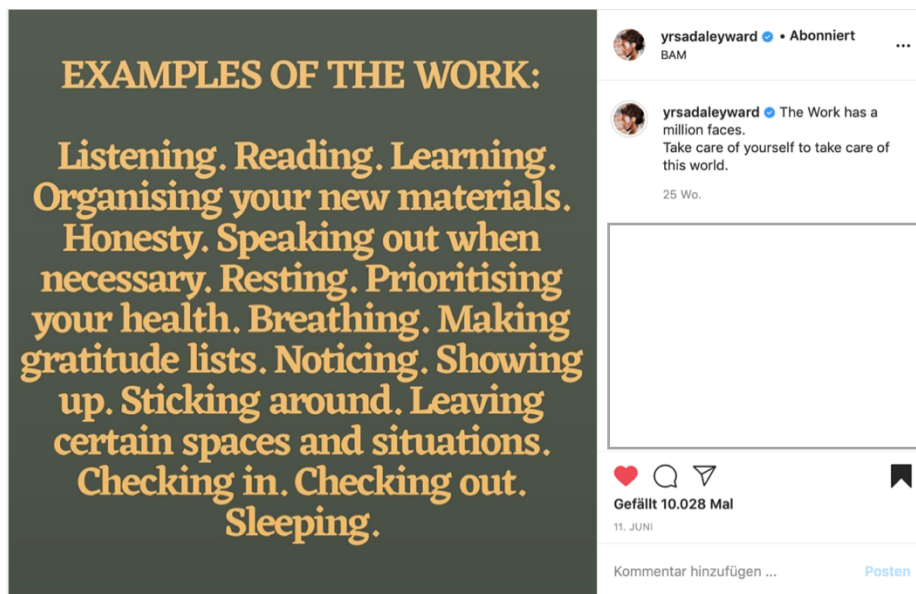 EXAMPLES OF THE WORK:
Listening. Reading. Learning.
Organising your new materials.
Honesty. Speaking out when
necessary. Resting. Prioritising
your health. Breathing. Making
gratitude lists. Noticing. Showing
up. Sticking around. Leaving
certain spaces and situations.
Checking in. Checking out.
Sleeping.
yrsadaleyward • Abonniert
BAM
yrsadaleyward The Work has a
million faces.
Take care of yourself to take care of
this world.
25 Wo.
Gefällt 10.028 Mal
11. JUNI
Kommentar hinzufügen ... Posten